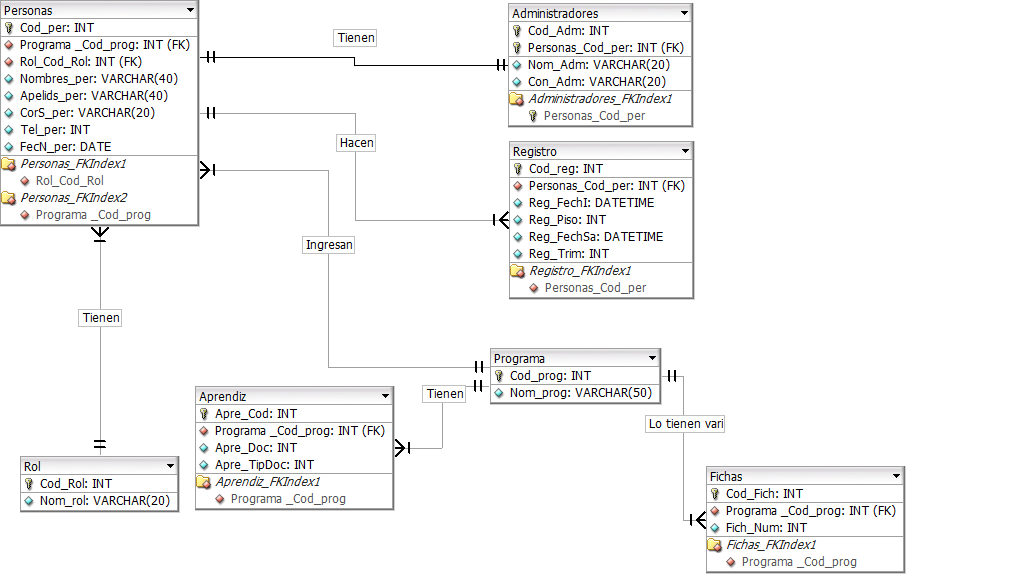 Personas
Cod_per: INT
Programa _Cod_prog: INT (FK)
Rol_Cod_Rol: INT (FK)
Nombres_per: VARCHAR(40)
Apelids_per: VARCHAR(40)
CorS_per: VARCHAR(20)
Tel_per: INT
FecN_per: DATE
Personas_FKIndex1
Rol_Cod_Rol
Personas_FKIndex2
Programa _Cod_prog
Tienen
Administradores
Cod_Adm: INT
Personas_Cod_per: INT (FK)
Nom_Adm: VARCHAR(20)
Con_Adm: VARCHAR(20)
Administradores_FKIndex1
Personas_Cod_per
Hacen
Registro
Cod_reg: INT
Personas_Cod_per: INT (FK)
Reg_FechI: DATETIME
Reg_Piso: INT
Reg_FechSa: DATETIME
Reg_Trim: INT
Registro_FKIndex1
Personas_Cod_per
Ingresan
Tienen
Programa
Cod_prog: INT
Nom_prog: VARCHAR(50)
Tienen
Aprendiz
Apre_Cod: INT
Programa _Cod_prog: INT (FK)
Apre_Doc: INT
Apre_TipDoc: INT
Aprendiz_FKIndex1
Programa _Cod_prog
Lo tienen vari
Rol
Cod_Rol: INT
Nom_rol: VARCHAR(20)
Fichas
Cod_Fich: INT
Programa _Cod_prog: INT (FK)
Fich_Num: INT
Fichas_FKIndex1
Programa _Cod_prog